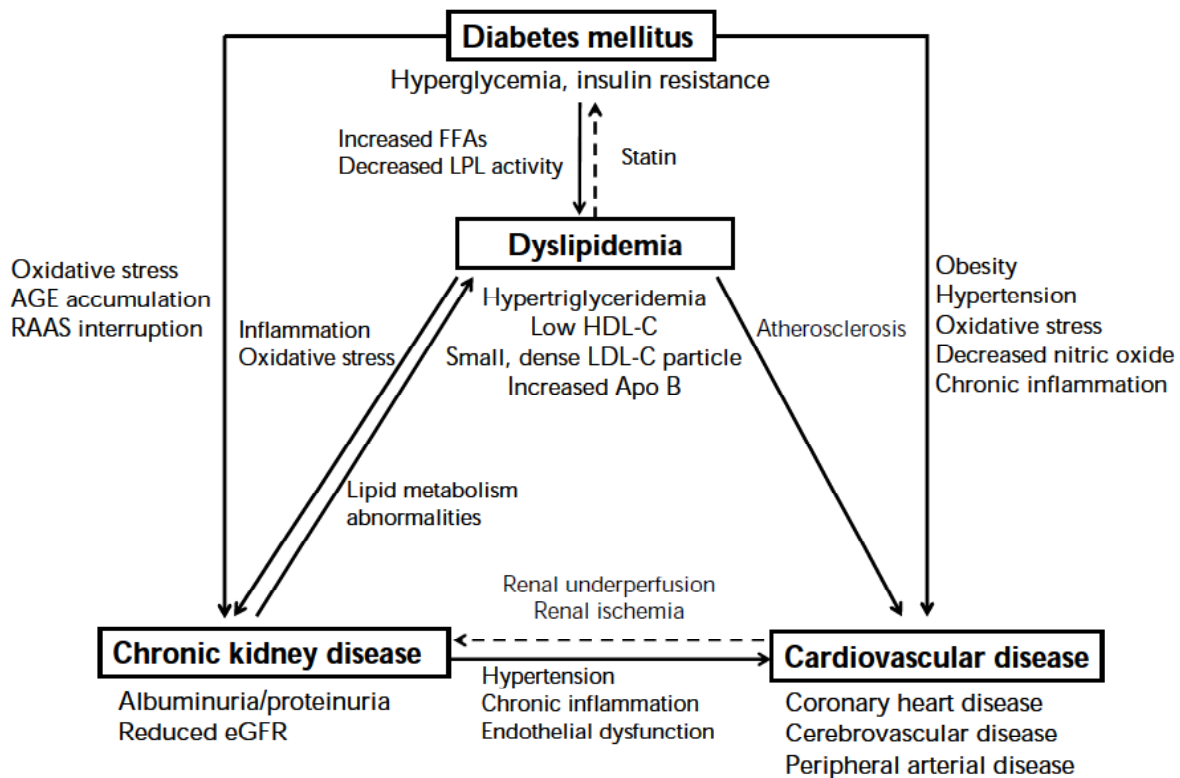 Diabetes mellitus
Hyperglycemia, insulin resistance
Increased FFAs
Decreased LPL activity
Statin
Dyslipidemia
Hypertriglyceridemia
Low HDL-C
Small, dense LDL-C particle
Increased Apo B
Oxidative stress
AGE accumulation
RAAS interruption
Inflammation
Oxidative stress
Atherosclerosis
Obesity
Hypertension
Oxidative stress
Decreased nitric oxide
Chronic inflammation
Lipid metabolism
abnormalities
Renal underperfusion
Renal ischemia
Chronic kidney disease
Albuminuria/proteinuria
Reduced eGFR
Hypertension
Chronic inflammation
Endothelial dysfunction
Cardiovascular disease
Coronary heart disease
Cerebrovascular disease
Peripheral arterial disease